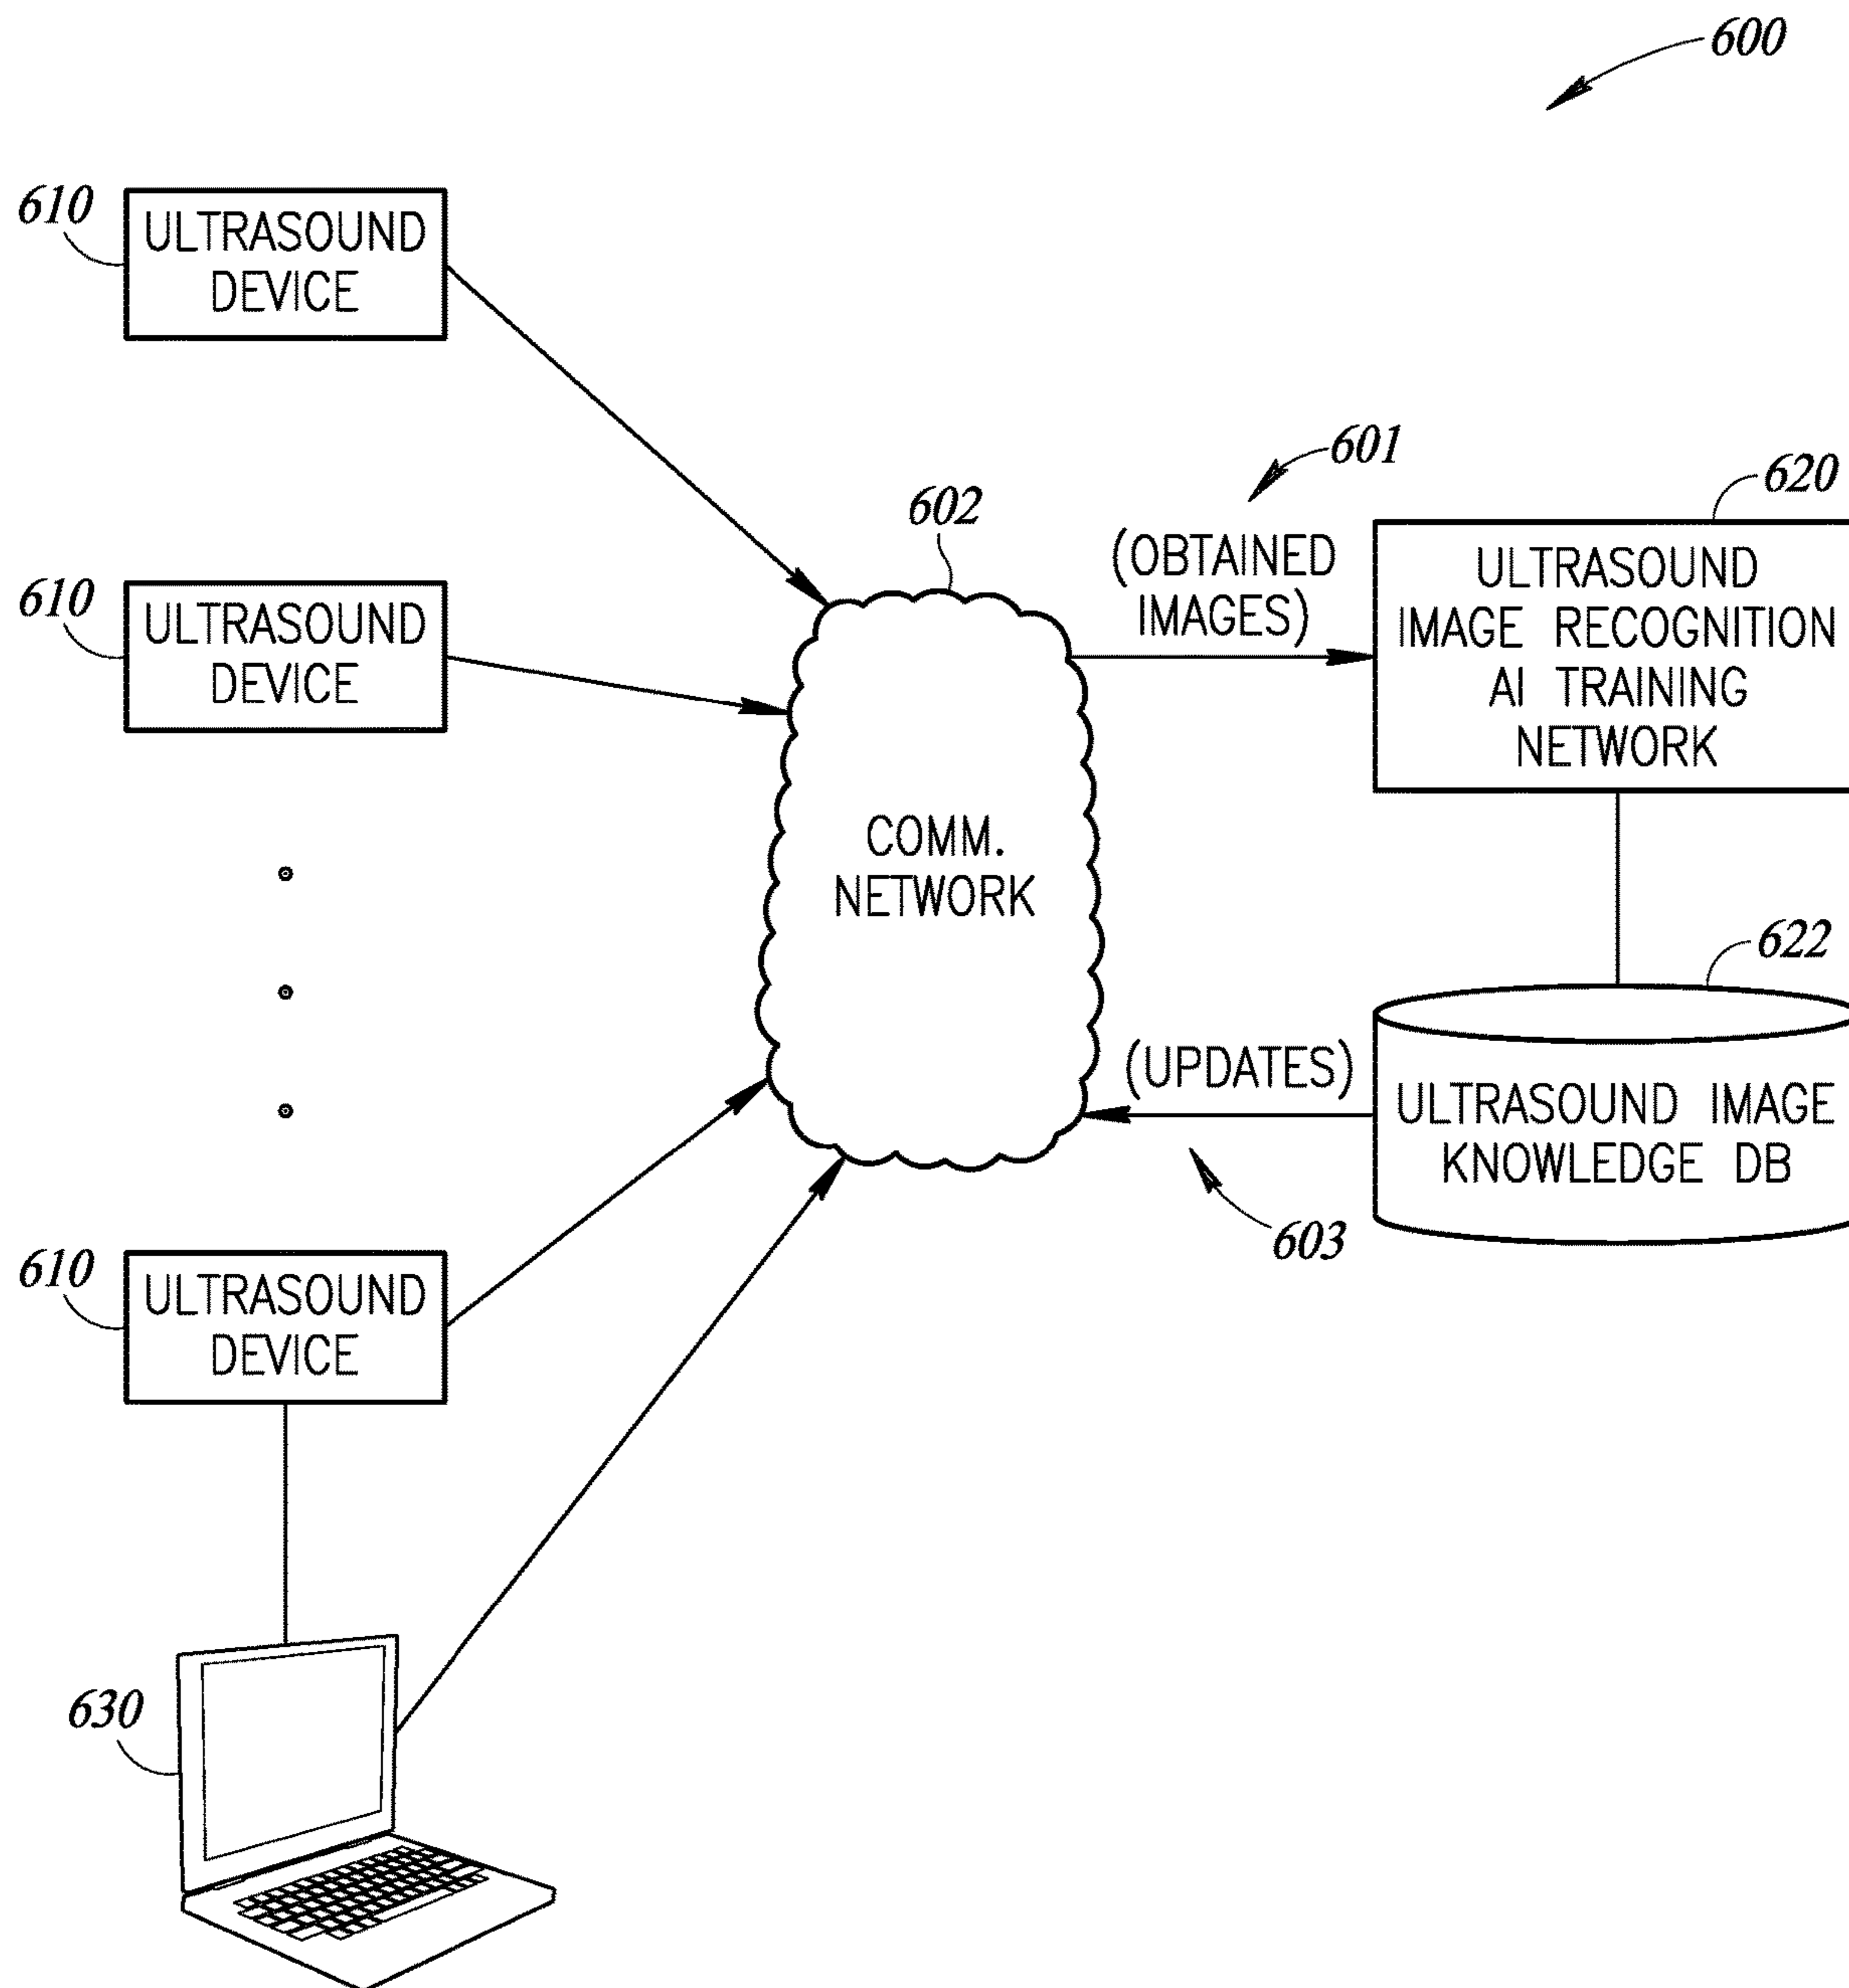 600
610
ULTRASOUND
DEVICE
601
620
602
(OBTAINED
IMAGES)
ULTRASOUND
IMAGE RECOGNITION
AI TRAINING
NETWORK
610
ULTRASOUND
DEVICE
COMM.
NETWORK
622
(UPDATES)
ULTRASOUND IMAGE
KNOWLEDGE DB
603
610
ULTRASOUND
DEVICE
630